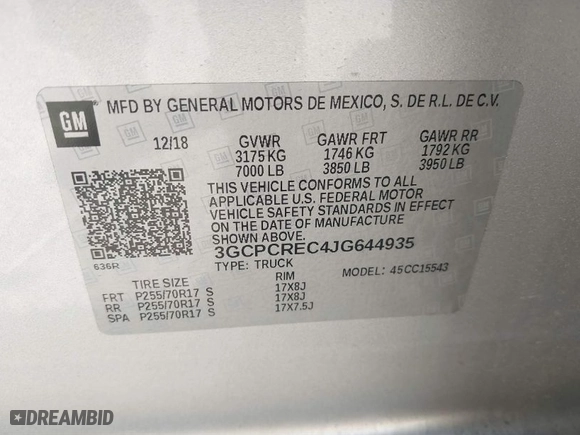 GM
MFD BY GENERAL MOTORS DE MEXICO, S. DE R.L. DE C.V.
12/18 GVWR GAWR FRT GAWR RR
3175 KG 1746 KG 1792 KG
7000 LB 3850 LB 3950 LB
THIS VEHICLE CONFORMS TO ALL
APPLICABLE U.S. FEDERAL MOTOR
VEHICLE SAFETY STANDARDS IN EFFECT
ON THE DATE OF MANUFACTURE
SHOWN ABOVE.
3GCPCREC4JG644935
636R TYPE: TRUCK MODEL: 45CC15543
TIRE SIZE RIM
FRT P255/70R17 S 17X8J
RR P255/70R17 S 17X8J
SPA P255/70R17 S 17X7.5J
DREAMBID